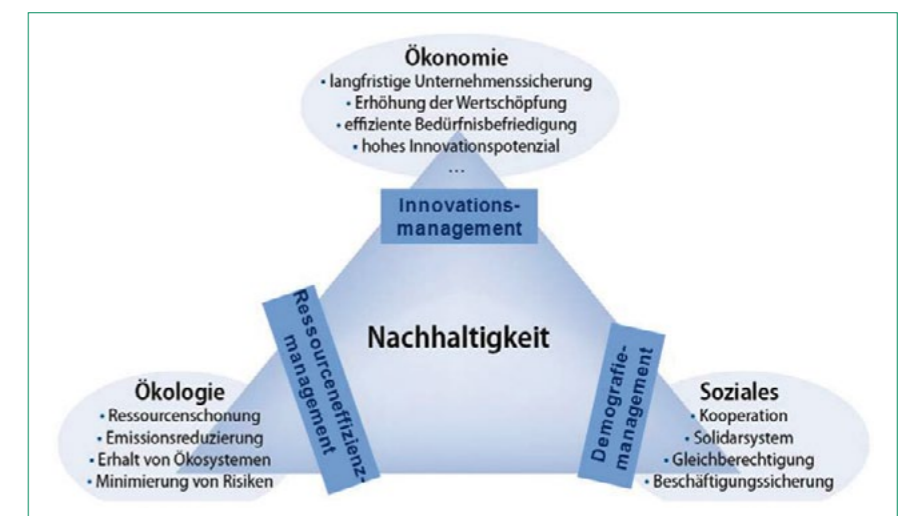 Ökonomie
• langfristige Unternehmenssicherung
• Erhöhung der Wertschöpfung
• effiziente Bedürfnisbefriedigung
• hohes Innovationspotenzial
...
Innovations-
management
Ressourceneffizienz-
management
Nachhaltigkeit
Demografie-
management
Ökologie
• Ressourcenschonung
• Emissionsreduzierung
• Erhalt von Ökosystemen
• Minimierung von Risiken
Soziales
• Kooperation
• Solidarsystem
• Gleichberechtigung
• Beschäftigungssicherung